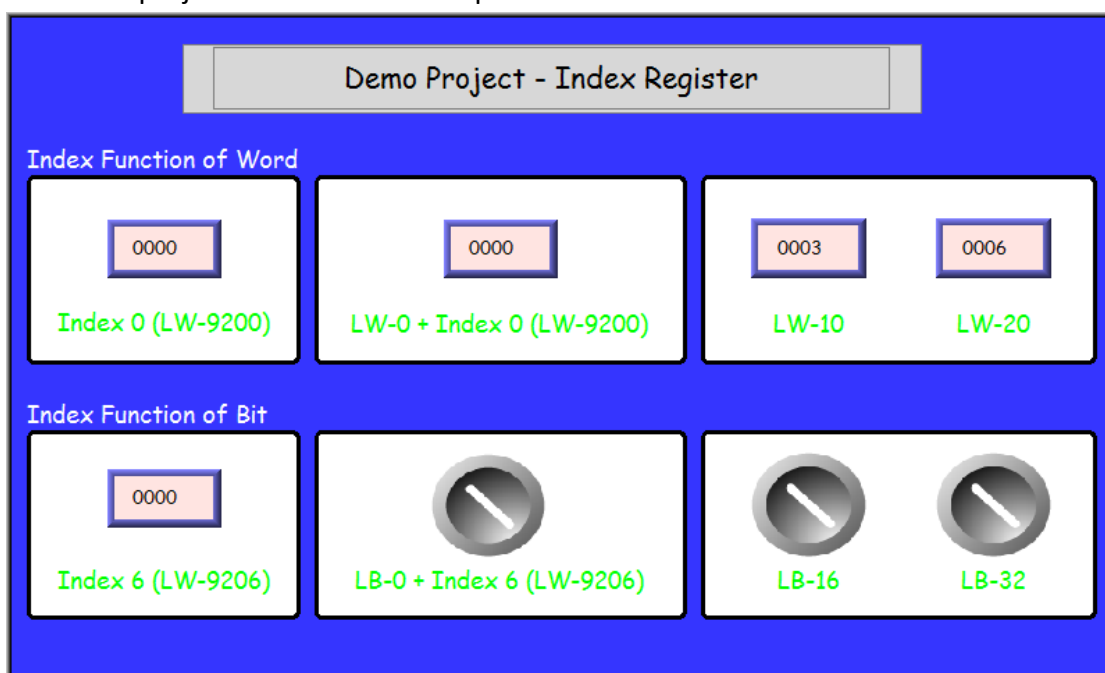 Demo Project - Index Register
Index Function of Word
0000
Index 0 (LW-9200)
0000
LW-0 + Index 0 (LW-9200)
0003 0006
LW-10 LW-20
Index Function of Bit
0000
Index 6 (LW-9206)
LB-0 + Index 6 (LW-9206)
LB-16 LB-32